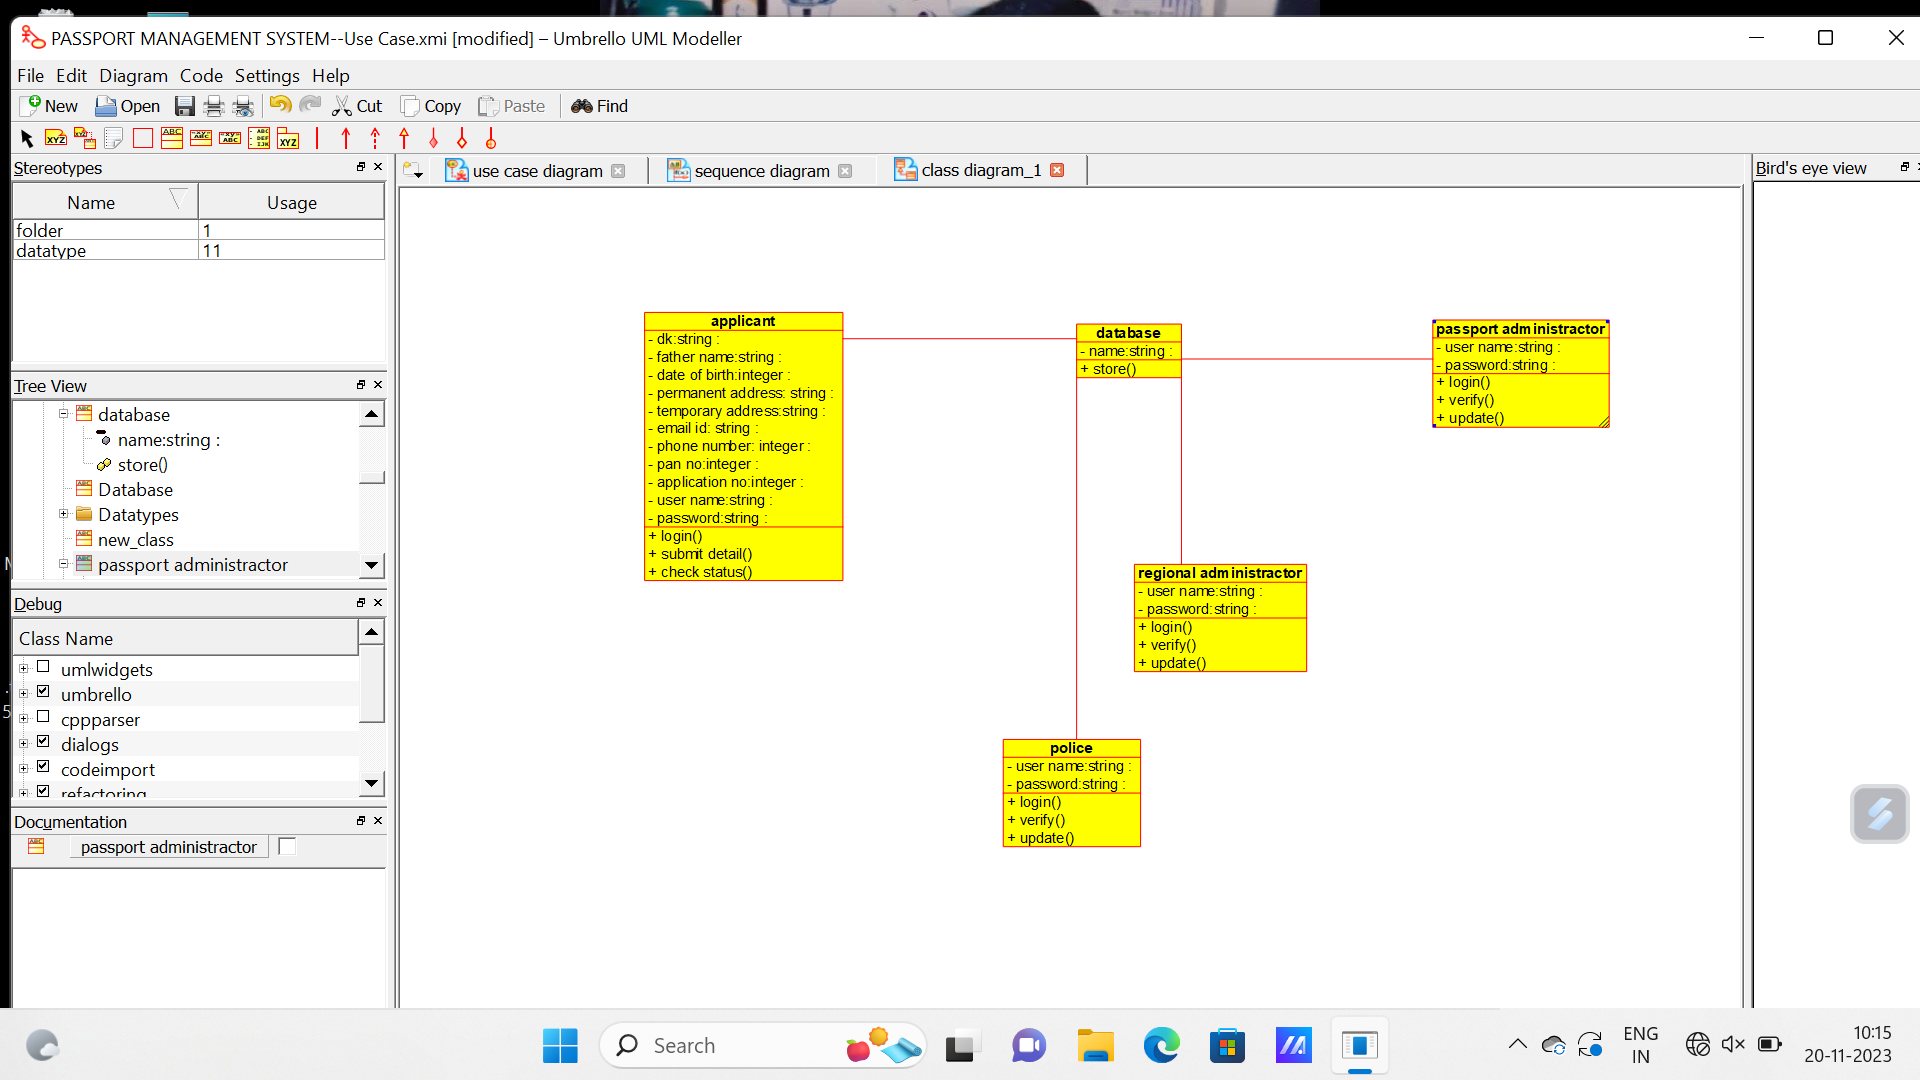 PASSPORT MANAGEMENT SYSTEM--Use Case.xmi [modified] – Umbrello UML Modeller
File Edit Diagram Code Settings Help
New Open Cut Copy Paste Find
Stereotypes
Name Usage
folder 1
datatype 11
Tree View
database
name:string :
store()
Database
Datatypes
new_class
passport administractor
Debug
Class Name
umlwidgets
umbrello
cppparser
dialogs
codeimport
refactoring
Documentation
passport administractor
use case diagram sequence diagram class diagram_1
applicant
- dk:string :
- father name:string :
- date of birth:integer :
- permanent address: string :
- temporary address:string :
- email id: string :
- phone number: integer :
- pan no:integer :
- application no:integer :
- user name:string :
- password:string :
+ login()
+ submit detail()
+ check status()
database
- name:string :
+ store()
passport administractor
- user name:string :
- password:string :
+ login()
+ verify()
+ update()
regional administractor
- user name:string :
- password:string :
+ login()
+ verify()
+ update()
police
- user name:string :
- password:string :
+ login()
+ verify()
+ update()
Bird's eye view
Search
ENG
IN
10:15
20-11-2023